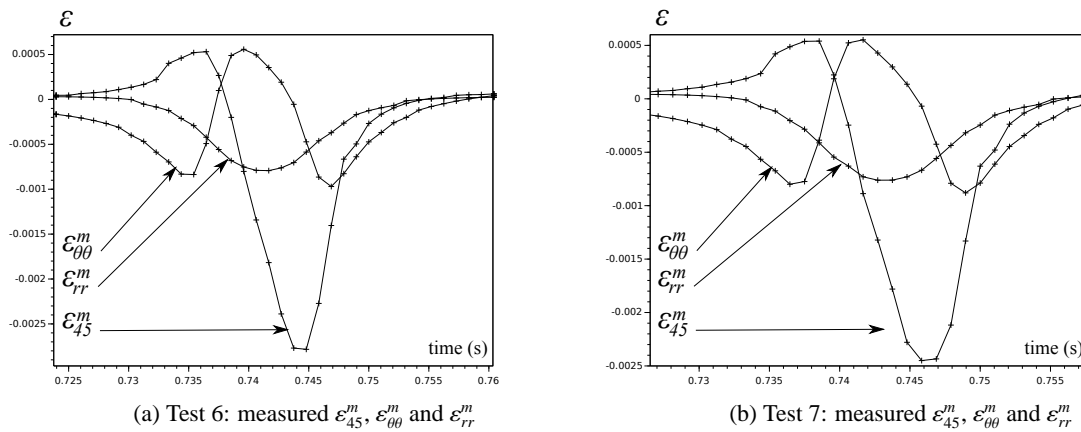 ε
0.0005
0
-0.0005
-0.001
-0.0015
-0.002
-0.0025
ε^m_θθ
ε^m_rr
ε^m_45
time (s)
0.725 0.73 0.735 0.74 0.745 0.75 0.755 0.76
(a) Test 6: measured ε^m_45, ε^m_θθ and ε^m_rr
ε
0.0005
0
-0.0005
-0.001
-0.0015
-0.002
-0.0025
ε^m_θθ
ε^m_rr
ε^m_45
time (s)
0.73 0.735 0.74 0.745 0.75 0.755
(b) Test 7: measured ε^m_45, ε^m_θθ and ε^m_rr